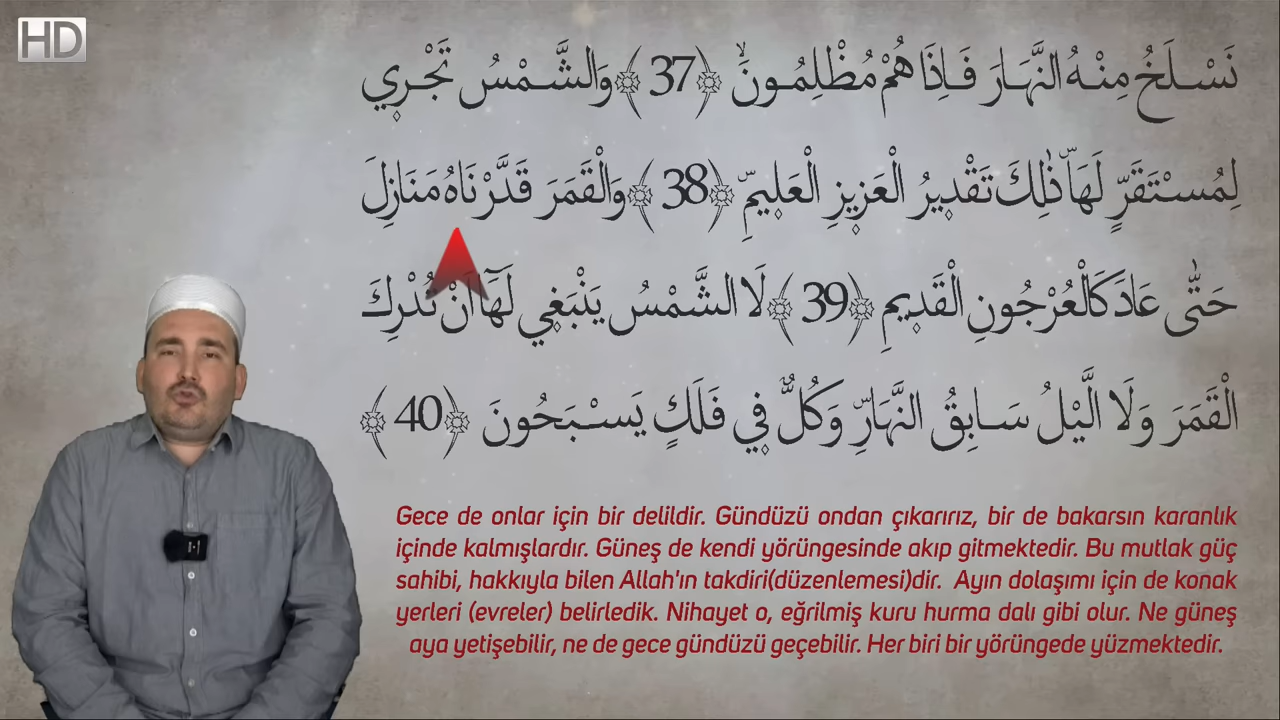 HD
نَسْلَخُ مِنْهُ النَّهَارَ فَاِذَا هُمْ مُظْلِمُونَۙ ﴿37﴾ وَالشَّمْسُ تَجْرٖي
لِمُسْتَقَرٍّ لَهَاۜ ذٰلِكَ تَقْدٖيرُ الْعَزٖيزِ الْعَلٖيمِۜ ﴿38﴾ وَالْقَمَرَ قَدَّرْنَاهُ مَنَازِلَ
حَتّٰى عَادَ كَالْعُرْجُونِ الْقَدٖيمِ ﴿39﴾ لَا الشَّمْسُ يَنْبَغٖي لَهَٓا اَنْ تُدْرِكَ
الْقَمَرَ وَلَا الَّيْلُ سَابِقُ النَّهَارِۜ وَكُلٌّ فٖي فَلَكٍ يَسْبَحُونَ ﴿40﴾
Gece de onlar için bir delildir. Gündüzü ondan çıkarırız, bir de bakarsın karanlık
içinde kalmışlardır. Güneş de kendi yörüngesinde akıp gitmektedir. Bu mutlak güç
sahibi, hakkıyla bilen Allah'ın takdiri(düzenlemesi)dir. Ayın dolaşımı için de konak
yerleri (evreler) belirledik. Nihayet o, eğrilmiş kuru hurma dalı gibi olur. Ne güneş
aya yetişebilir, ne de gece gündüzü geçebilir. Her biri bir yörüngede yüzmektedir.